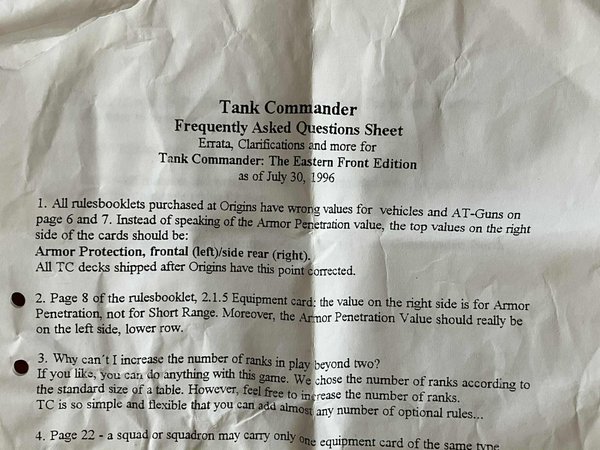 Tank Commander
Frequently Asked Questions Sheet
Errata, Clarifications and more for
Tank Commander: The Eastern Front Edition
as of July 30, 1996
1. All rulesbooklets purchased at Origins have wrong values for vehicles and AT-Guns on
page 6 and 7. Instead of speaking of the Armor Penetration value, the top values on the right
side of the cards should be:
Armor Protection, frontal (left)/side rear (right).
All TC decks shipped after Origins have this point corrected.
2. Page 8 of the rulesbooklet, 2.1.5 Equipment card: the value on the right side is for Armor
Penetration, not for Short Range. Moreover, the Armor Penetration Value should really be
on the left side, lower row.
3. Why can't I increase the number of ranks in play beyond two?
If you like, you can do anything with this game. We chose the number of ranks according to
the standard size of a table. However, feel free to increase the number of ranks.
TC is so simple and flexible that you can add almost any number of optional rules...
4. Page 22 - a squad or squadron may carry only one equipment card of the same type